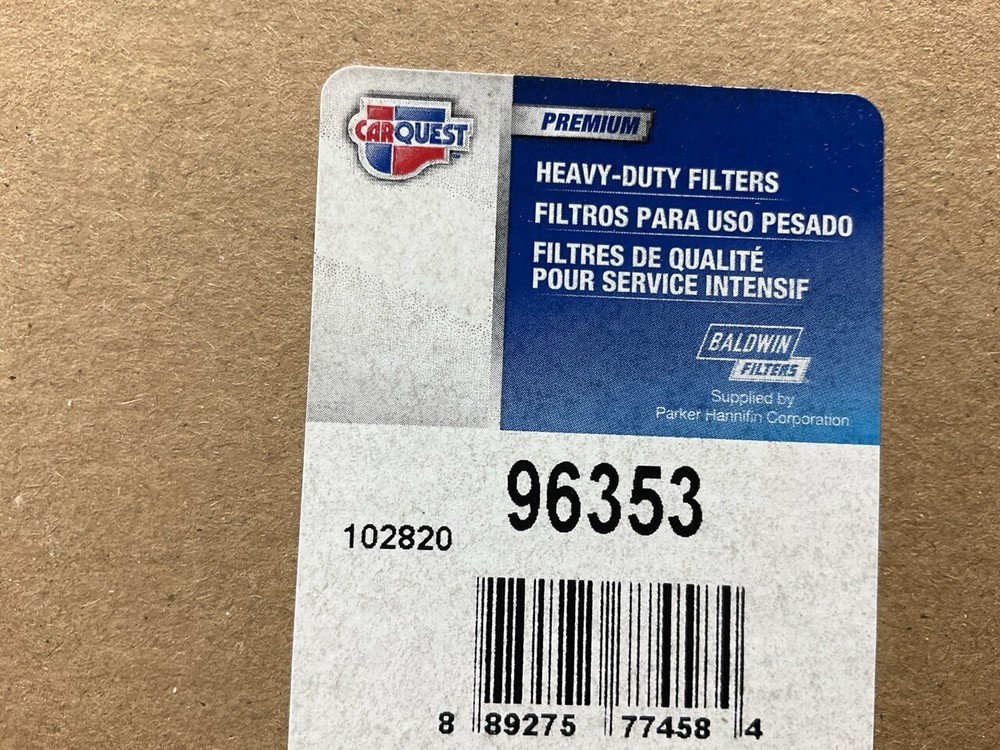 CARQUEST
PREMIUM
HEAVY-DUTY FILTERS
FILTROS PARA USO PESADO
FILTRES DE QUALITÉ
POUR SERVICE INTENSIF
BALDWIN
FILTERS
Supplied by
Parker Hannifin Corporation
96353
102820
8 89275 77458 4